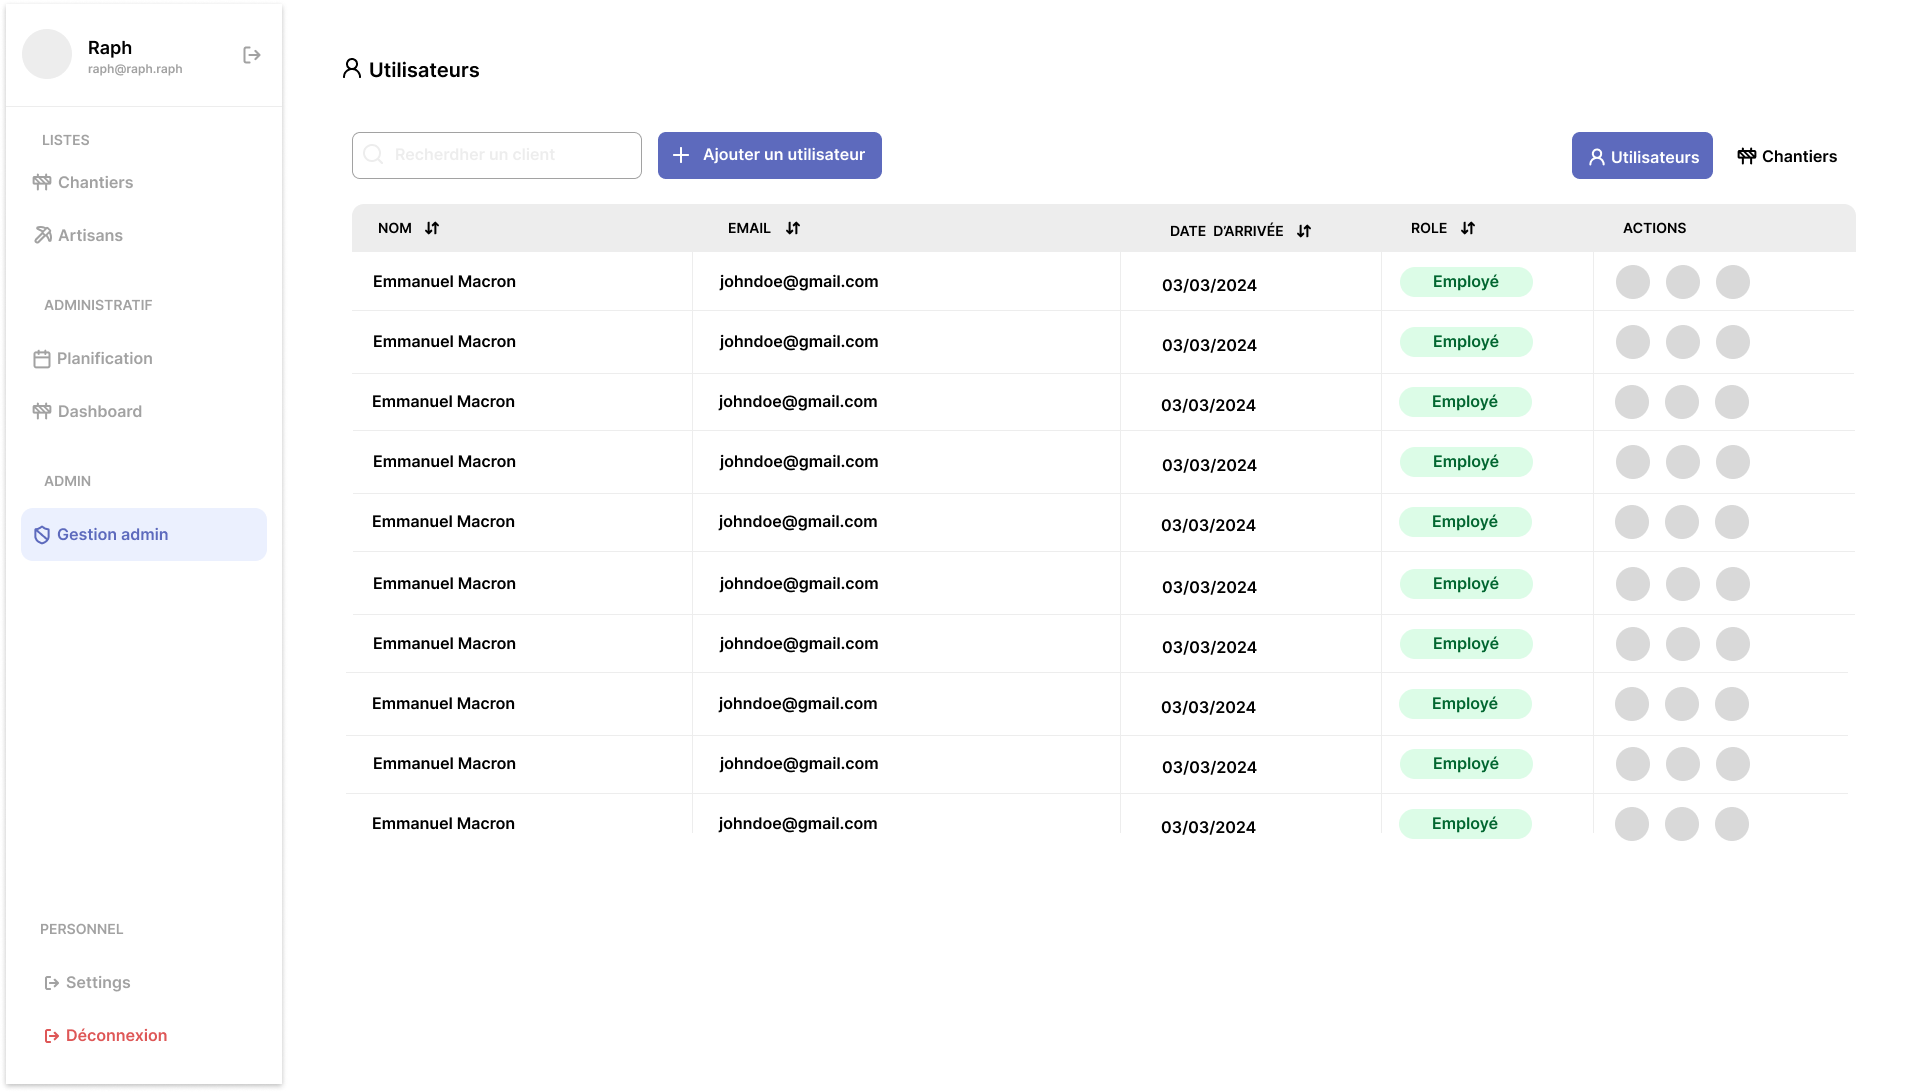 Raph
raph@raph.raph
LISTES
Chantiers
Artisans
ADMINISTRATIF
Planification
Dashboard
ADMIN
Gestion admin
PERSONNEL
Settings
Déconnexion
Utilisateurs
Recherdher un client
Ajouter un utilisateur
Utilisateurs
Chantiers
NOM EMAIL DATE D'ARRIVÉE ROLE ACTIONS
Emmanuel Macron johndoe@gmail.com 03/03/2024 Employé
Emmanuel Macron johndoe@gmail.com 03/03/2024 Employé
Emmanuel Macron johndoe@gmail.com 03/03/2024 Employé
Emmanuel Macron johndoe@gmail.com 03/03/2024 Employé
Emmanuel Macron johndoe@gmail.com 03/03/2024 Employé
Emmanuel Macron johndoe@gmail.com 03/03/2024 Employé
Emmanuel Macron johndoe@gmail.com 03/03/2024 Employé
Emmanuel Macron johndoe@gmail.com 03/03/2024 Employé
Emmanuel Macron johndoe@gmail.com 03/03/2024 Employé
Emmanuel Macron johndoe@gmail.com 03/03/2024 Employé